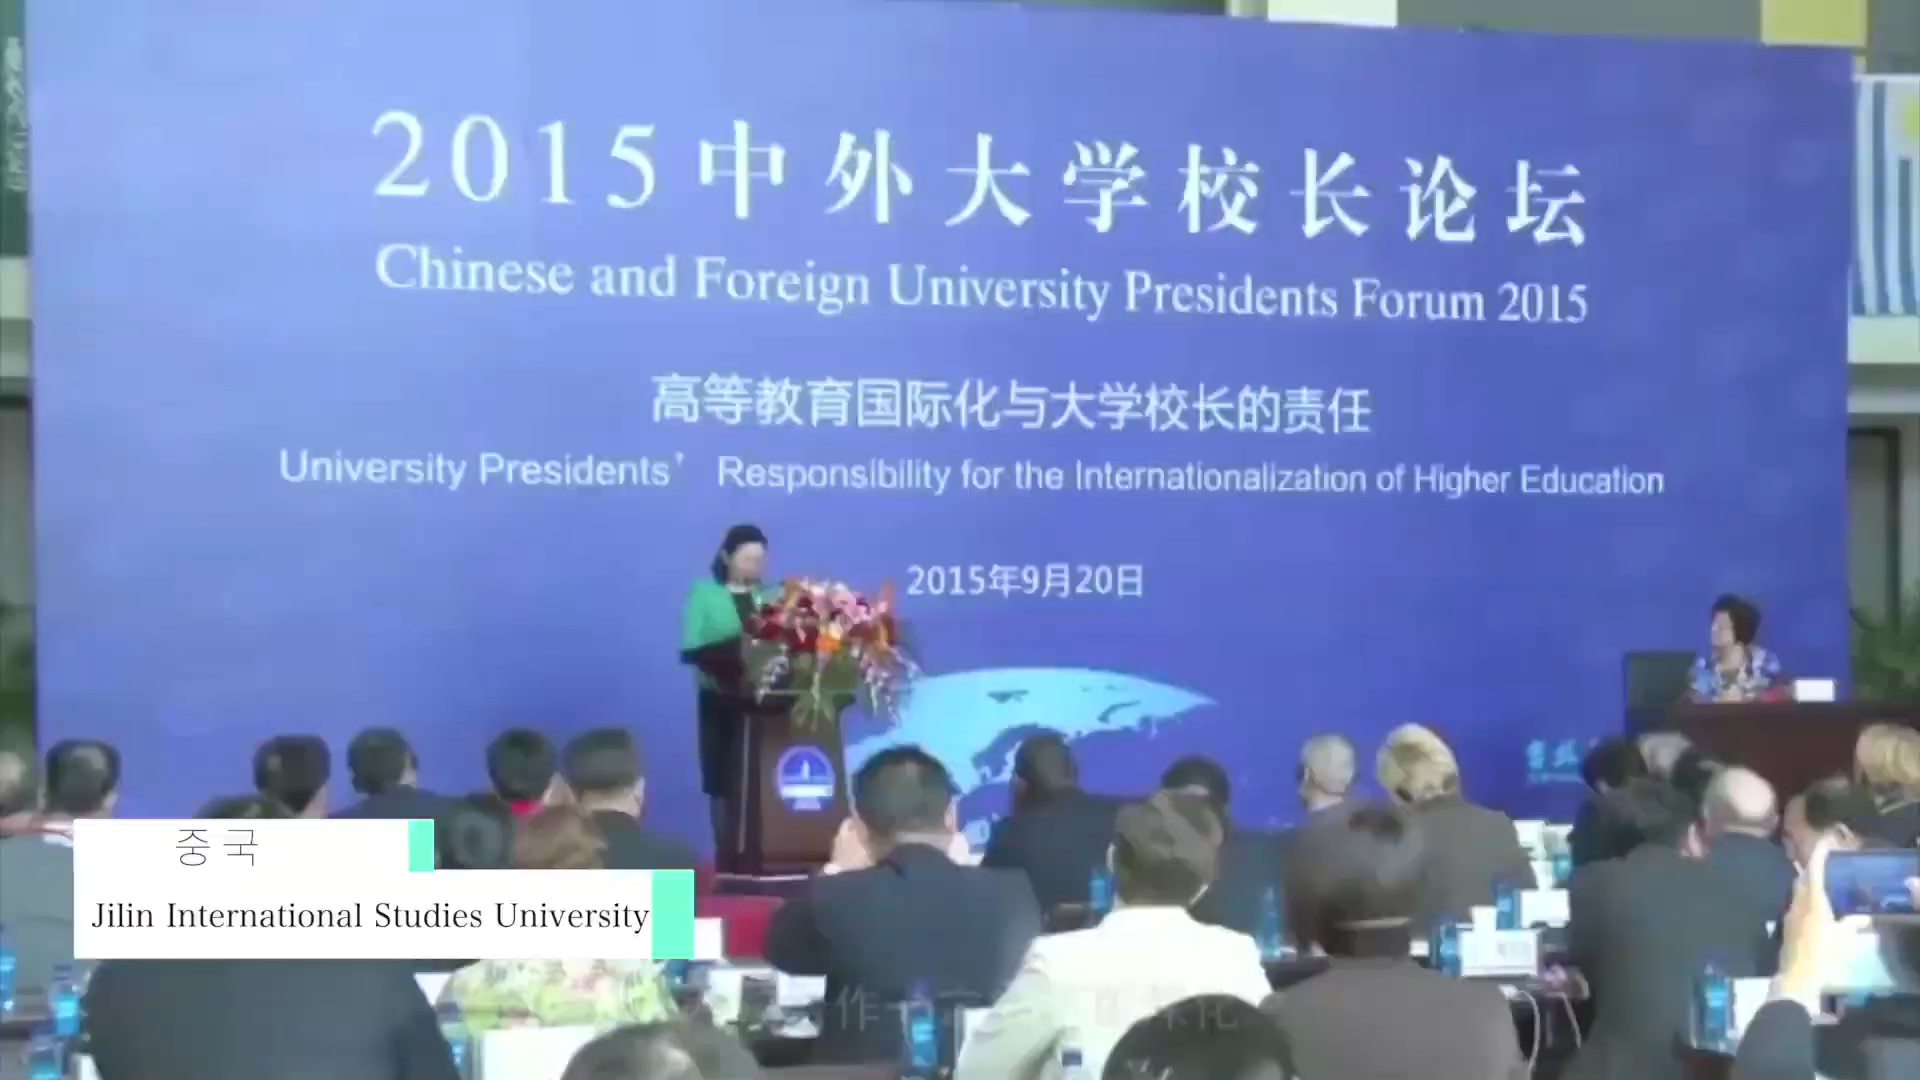 2015中外大学校长论坛
Chinese and Foreign University Presidents Forum 2015
高等教育国际化与大学校长的责任
University Presidents' Responsibility for the Internationalization of Higher Education
2015年9月20日
중국
Jilin International Studies University